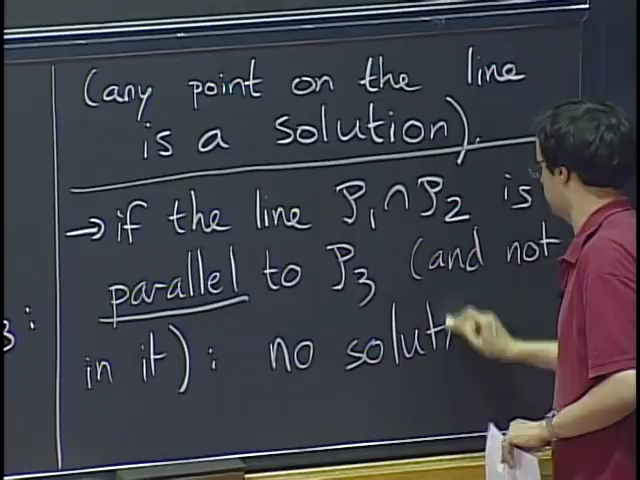 (any point on the line
is a solution).
→ if the line P₁∩P₂ is
parallel to P₃ (and not
in it): no solut
3: